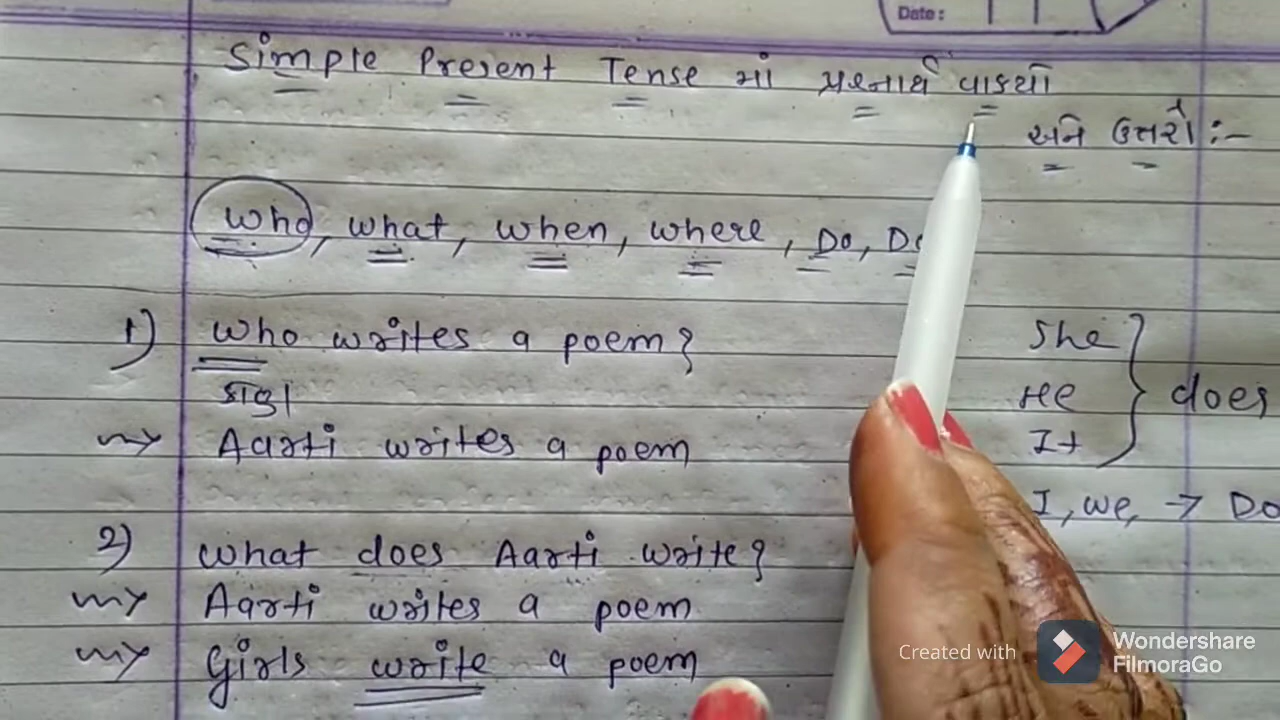 Date:
Simple Present Tense માં પ્રશ્નાર્થ વાક્યો
અને ઉત્તરો :-
Who, what, when, where, Do,
1) Who writes a poem?
કોણ
Aarti writes a poem
She
He
It
does
I, we, → Do
2) What does Aarti write?
Aarti writes a poem
Girls write a poem
Created with Wondershare FilmoraGo